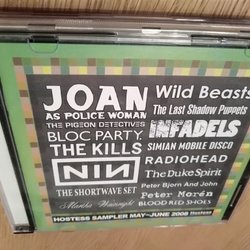 JOAN
AS POLICE WOMAN
THE PIGEON DETECTIVES
BLOC PARTY.
THE KILLS
NIN
THE SHORTWAVE SET
Martha Wainwright
Wild Beasts
The Last Shadow Puppets
INFADELS
SIMIAN MOBILE DISCO
RADIOHEAD
The Duke Spirit
Peter Bjorn And John
Peter Morén
BLOOD RED SHOES
HOSTESS SAMPLER MAY-JUNE 2008 Hostess